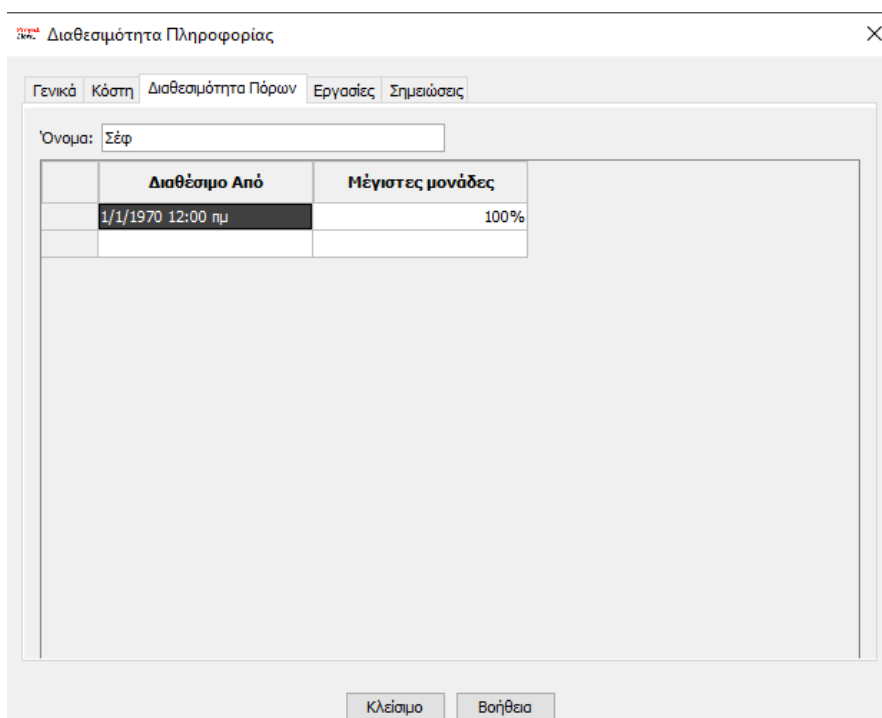 Διαθεσιμότητα Πληροφορίας
Γενικά Κόστη Διαθεσιμότητα Πόρων Εργασίες Σημειώσεις
Όνομα: Σέφ
Διαθέσιμο Από Μέγιστες μονάδες
1/1/1970 12:00 πμ 100%
Κλείσιμο Βοήθεια